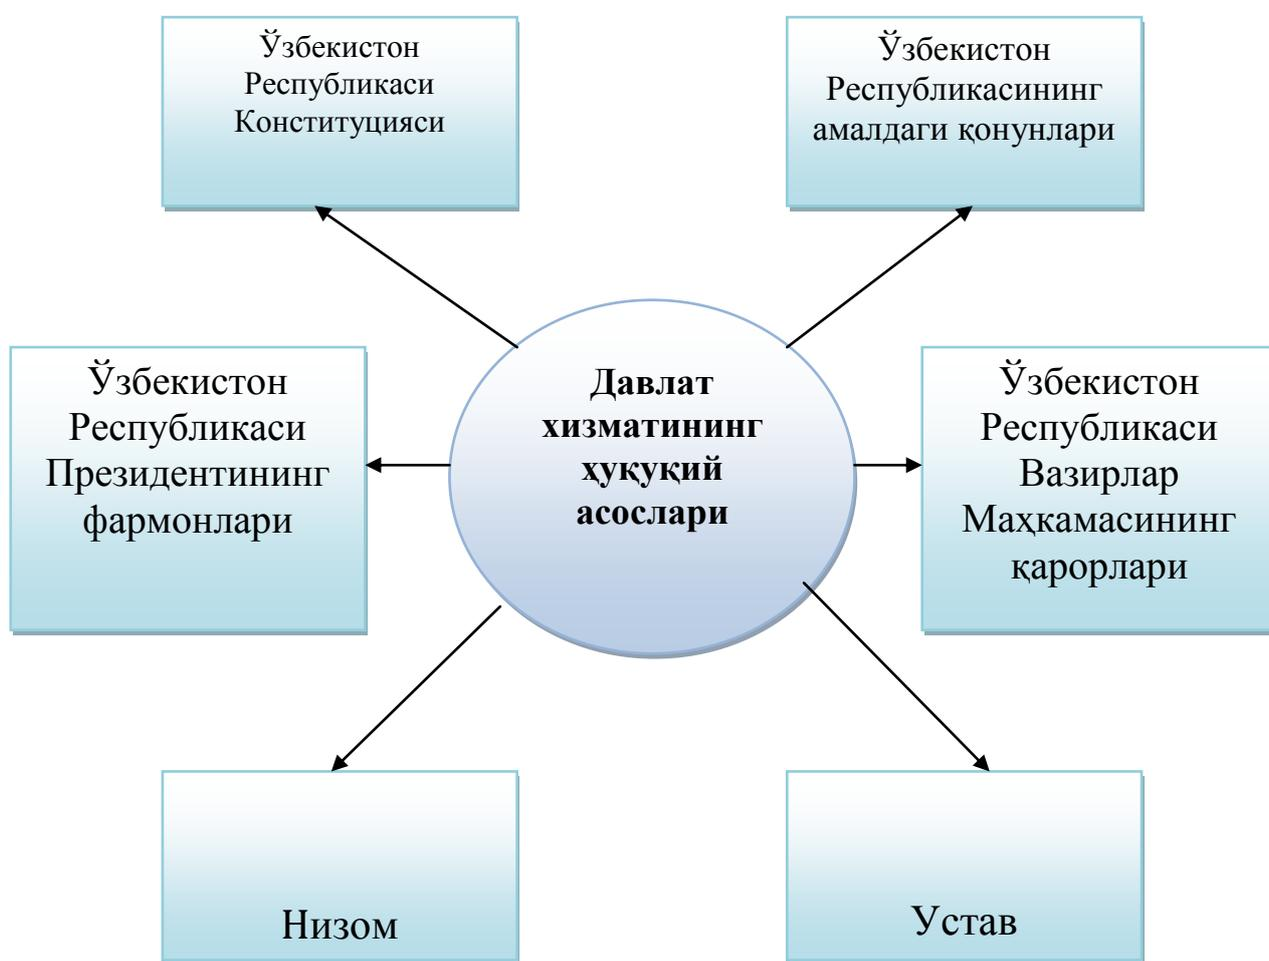 Ўзбекистон
Республикаси
Конституцияси
Ўзбекистон
Республикасининг
амалдаги қонунлари
Ўзбекистон
Республикаси
Президентининг
фармонлари
Давлат
хизматининг
ҳуқуқий
асослари
Ўзбекистон
Республикаси
Вазирлар
Маҳкамасининг
қарорлари
Низом
Устав